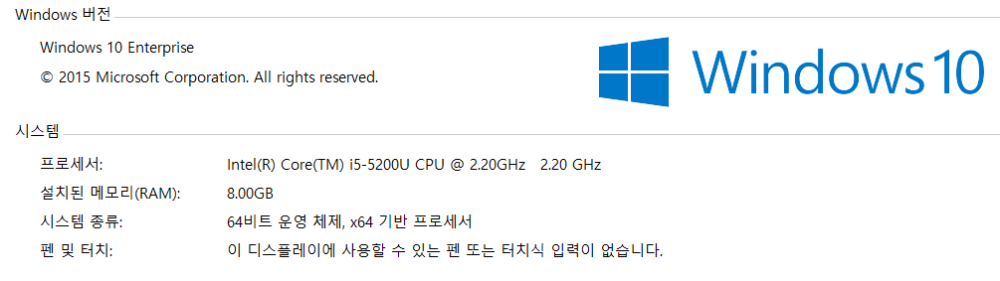 Windows 버전
Windows 10 Enterprise
© 2015 Microsoft Corporation. All rights reserved.
Windows 10
시스템
프로세서: Intel(R) Core(TM) i5-5200U CPU @ 2.20GHz 2.20 GHz
설치된 메모리(RAM): 8.00GB
시스템 종류: 64비트 운영 체제, x64 기반 프로세서
펜 및 터치: 이 디스플레이에 사용할 수 있는 펜 또는 터치식 입력이 없습니다.